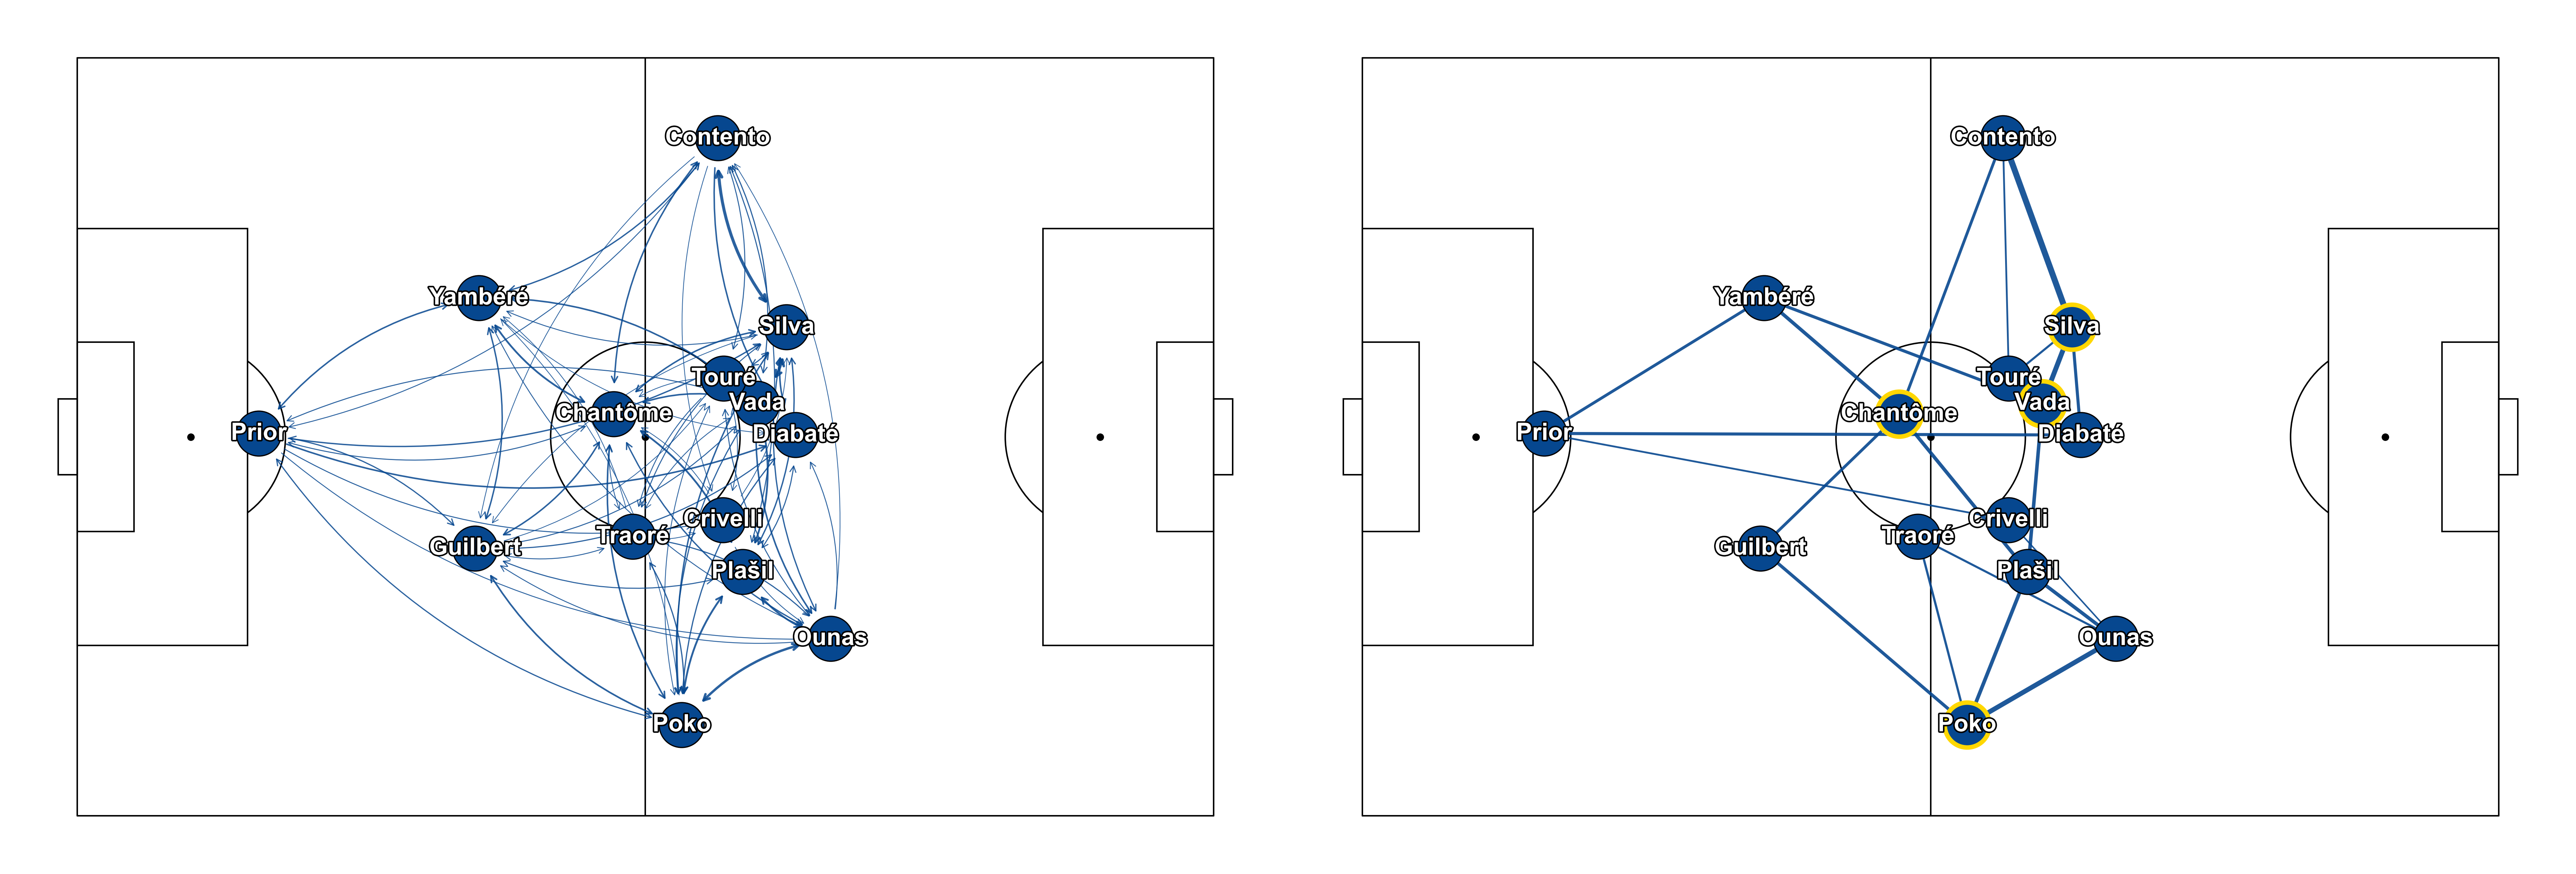 Contento
Yambéré
Silva
Touré
Vada
Chantôme
Prior
Diabaté
Crivelli
Traoré
Guilbert
Plašil
Ounas
Poko
Contento
Yambéré
Silva
Touré
Vada
Chantôme
Prior
Diabaté
Crivelli
Traoré
Guilbert
Plašil
Ounas
Poko